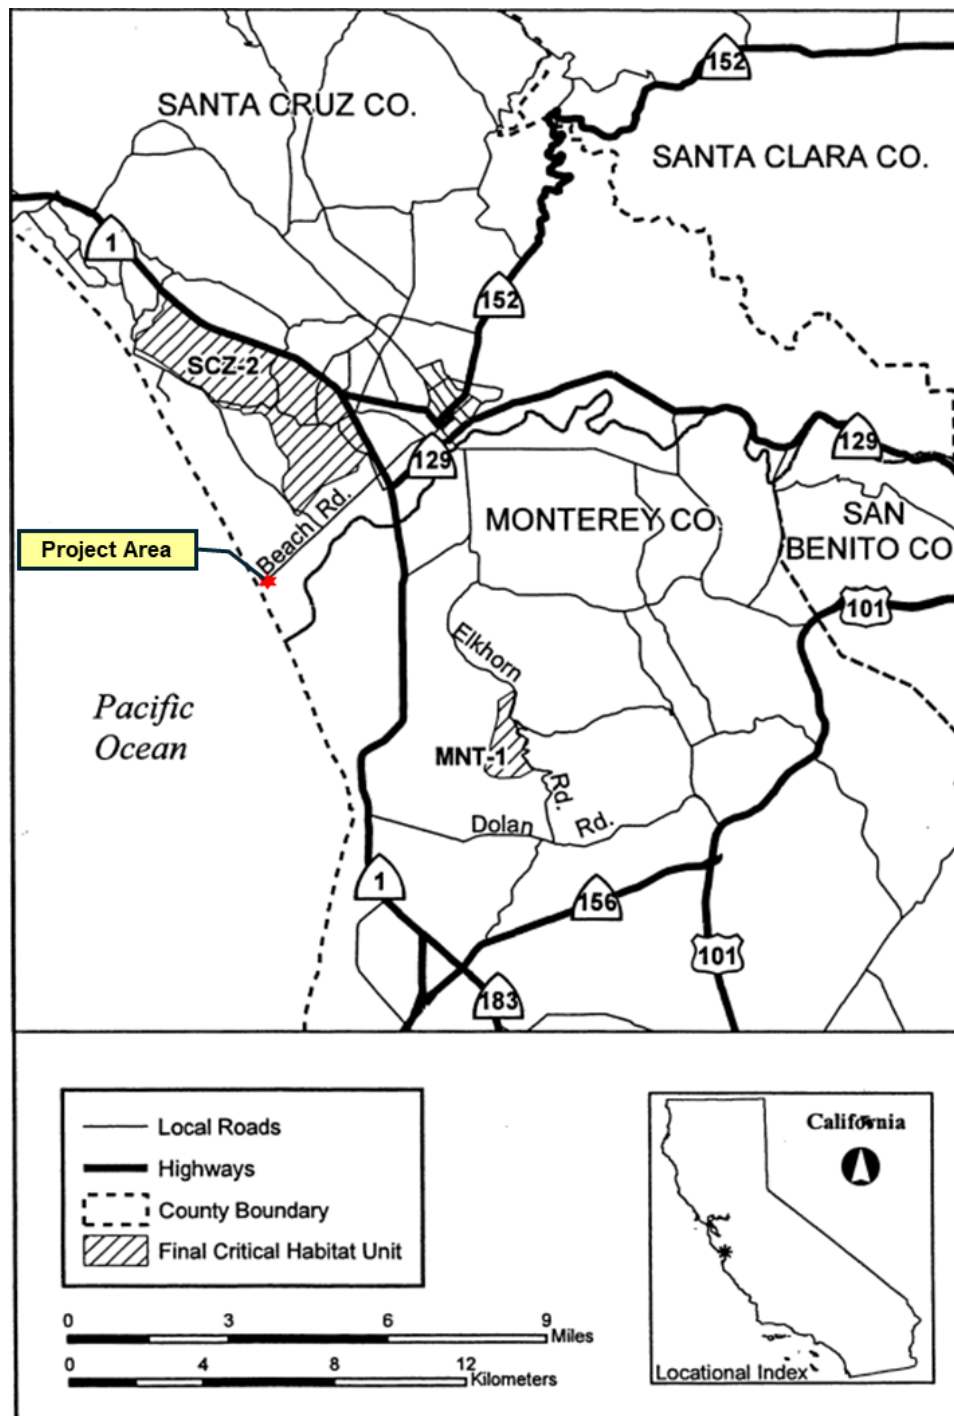 152
SANTA CRUZ CO.
SANTA CLARA CO.
1
152
SCZ-2
129
129
Beach Rd.
MONTEREY CO
SAN
BENITO CO
Project Area
101
Elkhorn
Rd.
Pacific
Ocean
MNT-1
Dolan Rd.
1
156
101
183
Local Roads
Highways
County Boundary
Final Critical Habitat Unit
California
Locational Index
0 3 6 9
Miles
0 4 8 12
Kilometers